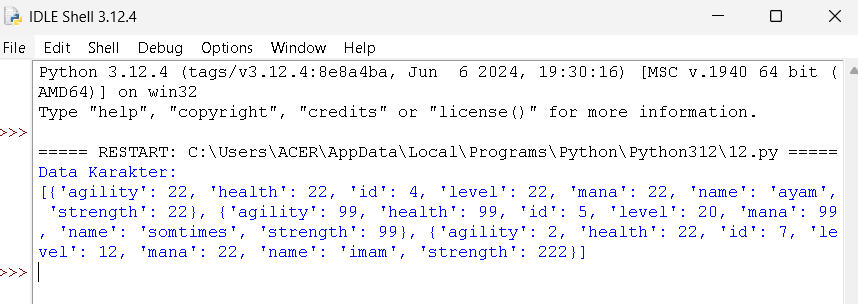 IDLE Shell 3.12.4
File Edit Shell Debug Options Window Help
Python 3.12.4 (tags/v3.12.4:8e8a4ba, Jun  6 2024, 19:30:16) [MSC v.1940 64 bit (
AMD64)] on win32
Type "help", "copyright", "credits" or "license()" for more information.
>>>
===== RESTART: C:\Users\ACER\AppData\Local\Programs\Python\Python312\12.py =====
Data Karakter:
[{'agility': 22, 'health': 22, 'id': 4, 'level': 22, 'mana': 22, 'name': 'ayam',
 'strength': 22}, {'agility': 99, 'health': 99, 'id': 5, 'level': 20, 'mana': 99
, 'name': 'somtimes', 'strength': 99}, {'agility': 2, 'health': 22, 'id': 7, 'le
vel': 12, 'mana': 22, 'name': 'imam', 'strength': 222}]
>>>